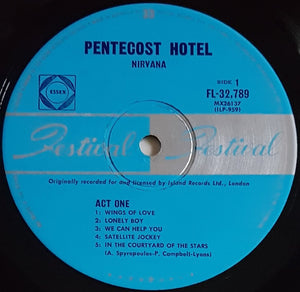 PENTECOST HOTEL
NIRVANA
ESSEX
SIDE 1
FL-32.789
MX26137
(ILP-959)
Festival Festival
Originally recorded for and licensed by Island Records Ltd., London
ACT ONE
1: WINGS OF LOVE
2: LONELY BOY
3: WE CAN HELP YOU
4: SATELLITE JOCKEY
5: IN THE COURTYARD OF THE STARS
(A. Spyropoulos-P. Campbell-Lyons)